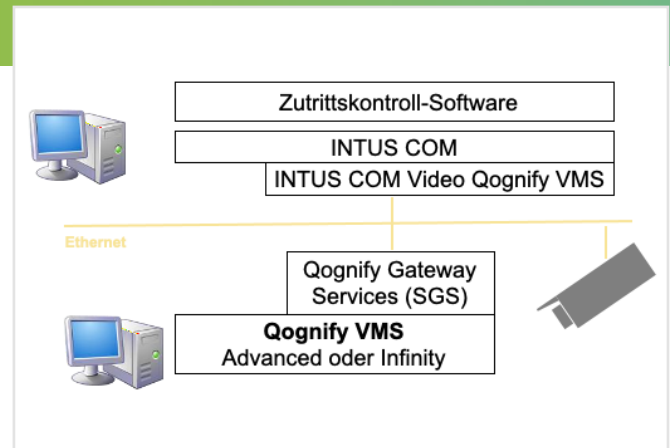 Zutrittskontroll-Software
INTUS COM
INTUS COM Video Qognify VMS
Ethernet
Qognify Gateway
Services (SGS)
Qognify VMS
Advanced oder Infinity